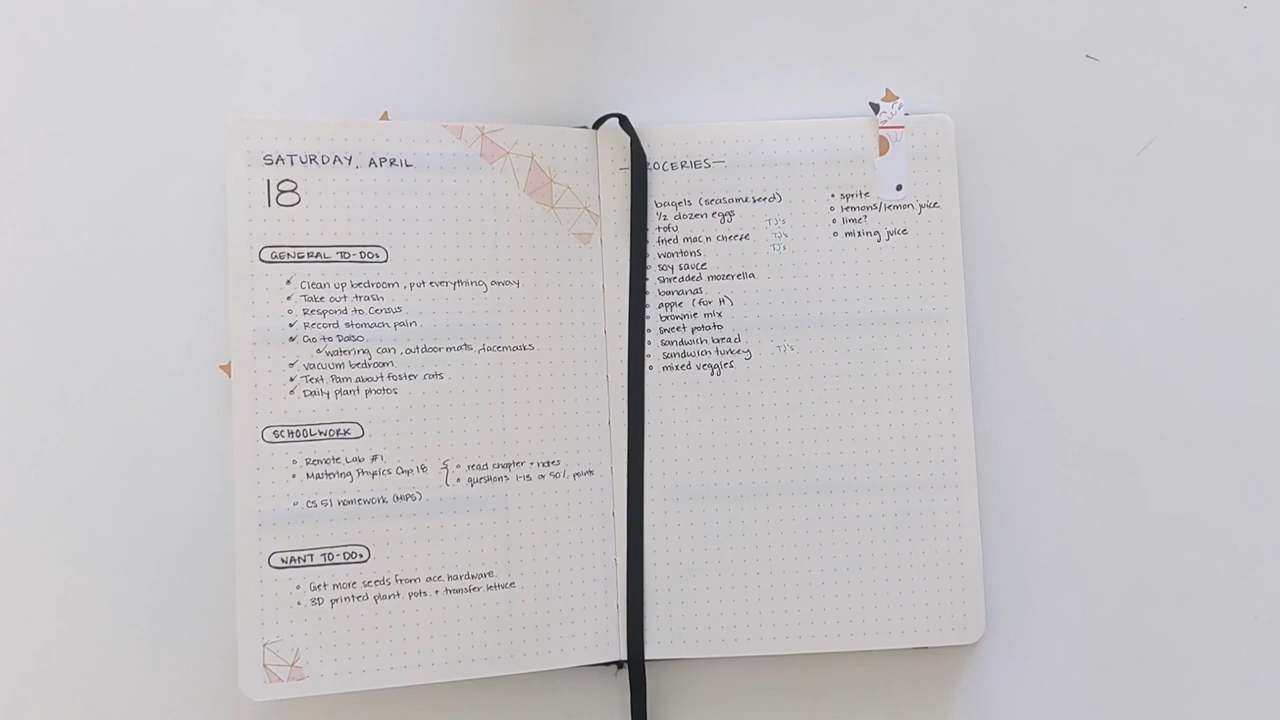 SATURDAY, APRIL
18
GENERAL TO-DOs
Clean up bedroom, put everything away
Take out trash
Respond to Census
Record stomach pain
Go to Daiso
watering can, outdoor mats, facemasks
vacuum bedroom
Text Pam about foster cats
Daily plant photos
SCHOOLWORK
Remote Lab #1
Mastering Physics Chp. 18
read chapter + notes
questions 1-13 or 50% points
CS 51 homework (MIPS)
WANT TO-DOs
Get more seeds from ace hardware
3D printed plant pots + transfer lettuce
—ROCERIES—
bagels (seasame seed)
1/2 dozen eggs
tofu TJ's
fried mac n cheese TJ's
wontons TJ's
soy sauce
shredded mozerella
bananas
apple (for H)
brownie mix
sweet potato
sandwich bread
sandwich turkey TJ's
mixed veggies
sprite
lemons/lemon juice
lime?
mixing juice